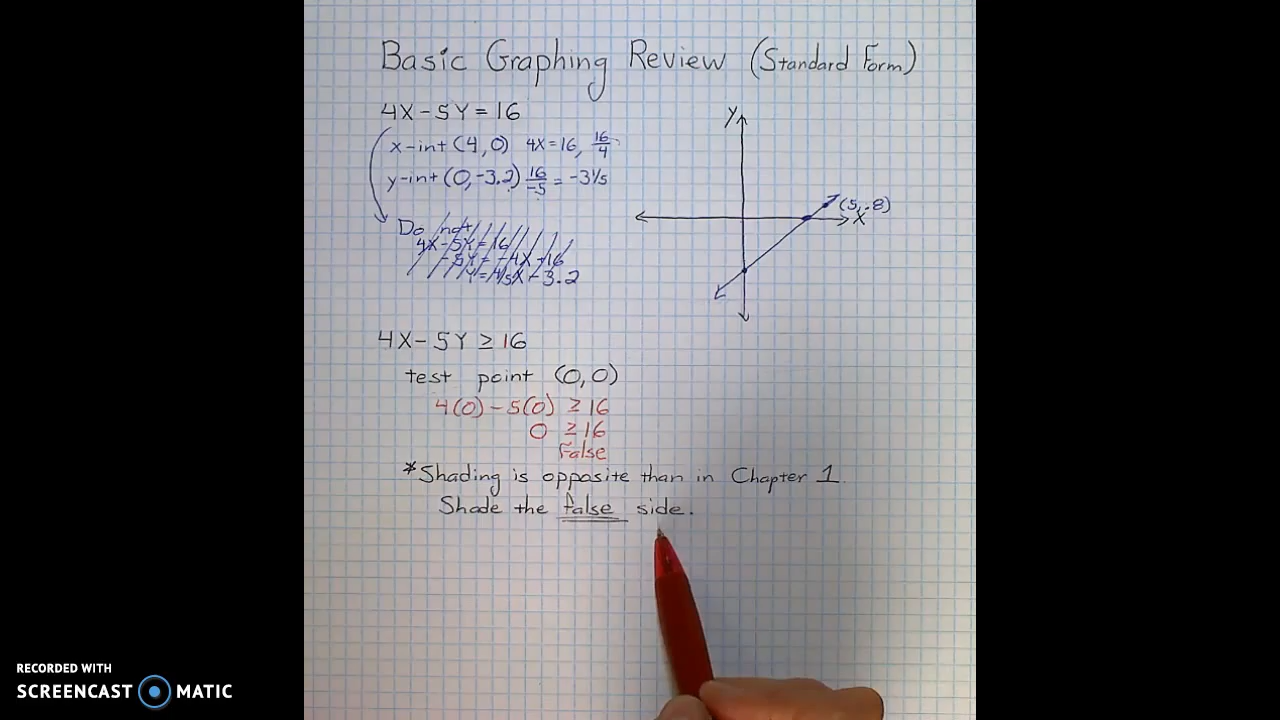 Basic Graphing Review (Standard Form)
4X - 5Y = 16
x-int (4, 0) 4X = 16, 16/4
y-int (0, -3.2) 16/-5 = -3 1/5
Do not
4X - 5Y = 16
-5Y = -4X + 16
Y = 4/5X - 3.2
Y
(5, .8)
X
4X - 5Y ≥ 16
test point (0, 0)
4(0) - 5(0) ≥ 16
0 ≥ 16
False
*Shading is opposite than in Chapter 1.
Shade the false side.
RECORDED WITH
SCREENCAST MATIC